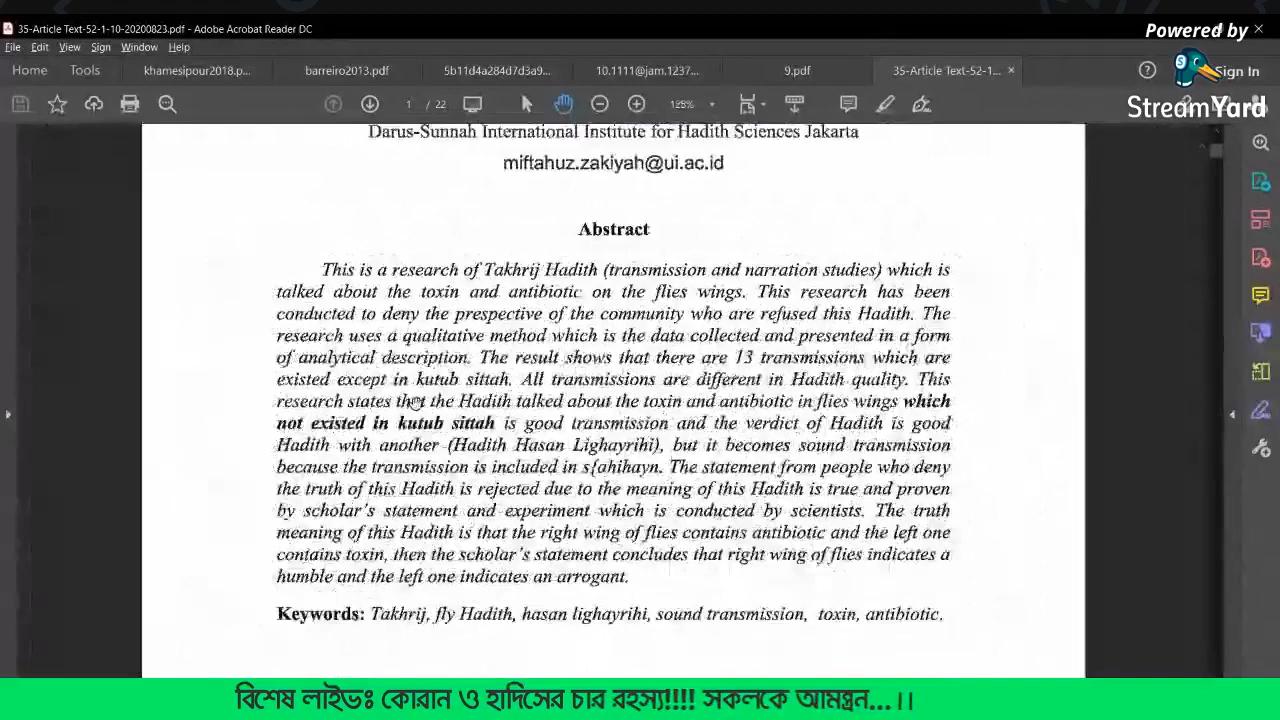 35-Article Text-52-1-10-20200823.pdf - Adobe Acrobat Reader DC
Powered by
File Edit View Sign Window Help
Home Tools khamesipour2018.p... barreiro2013.pdf 5b11d4a284d7d3a9... 10.1111@jam.1237... 9.pdf 35-Article Text-52-1-... Sign In
StreamYard
1 / 22 125%
Darus-Sunnah International Institute for Hadith Sciences Jakarta
miftahuz.zakiyah@ui.ac.id
Abstract
This is a research of Takhrij Hadith (transmission and narration studies) which is
talked about the toxin and antibiotic on the flies wings. This research has been
conducted to deny the prespective of the community who are refused this Hadith. The
research uses a qualitative method which is the data collected and presented in a form
of analytical description. The result shows that there are 13 transmissions which are
existed except in kutub sittah. All transmissions are different in Hadith quality. This
research states that the Hadith talked about the toxin and antibiotic in flies wings which
not existed in kutub sittah is good transmission and the verdict of Hadith is good
Hadith with another (Hadith Hasan Lighayrihi), but it becomes sound transmission
because the transmission is included in s{ahihayn. The statement from people who deny
the truth of this Hadith is rejected due to the meaning of this Hadith is true and proven
by scholar's statement and experiment which is conducted by scientists. The truth
meaning of this Hadith is that the right wing of flies contains antibiotic and the left one
contains toxin, then the scholar's statement concludes that right wing of flies indicates a
humble and the left one indicates an arrogant.
Keywords: Takhrij, fly Hadith, hasan lighayrihi, sound transmission, toxin, antibiotic.
বিশেষ লাইভঃ কোরান ও হাদিসের চার রহস্য!!!! সকলকে আমন্ত্রন...।।